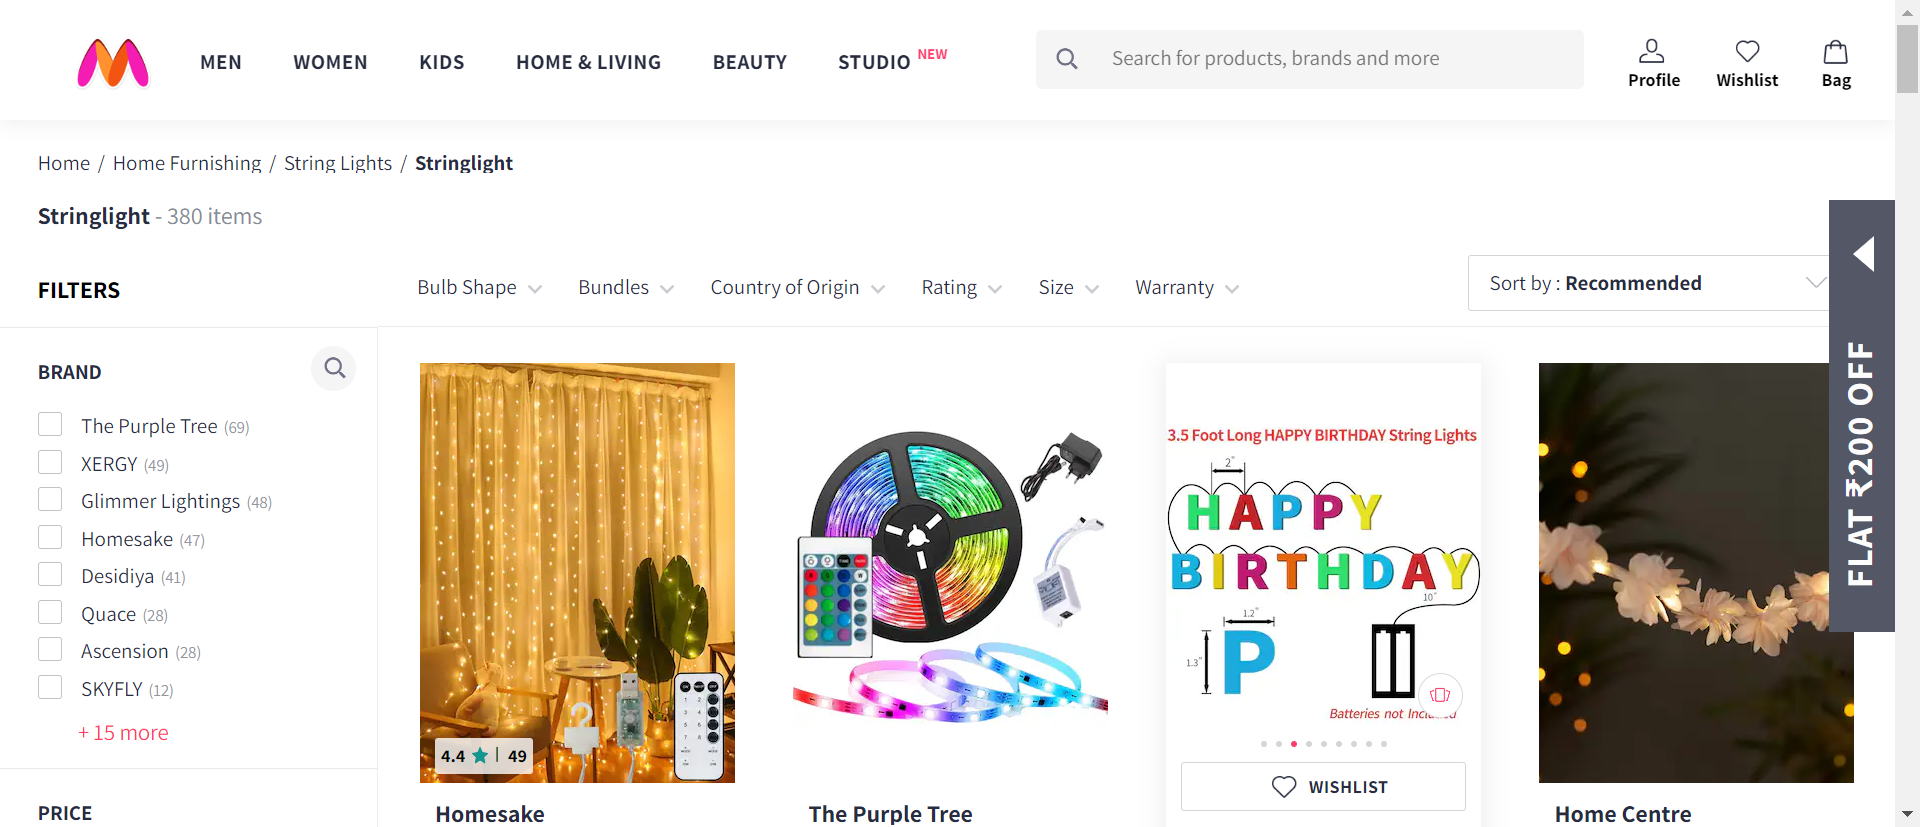 MEN WOMEN KIDS HOME & LIVING BEAUTY STUDIO NEW
Search for products, brands and more
Profile Wishlist Bag
Home / Home Furnishing / String Lights / Stringlight
Stringlight - 380 items
FILTERS
Bulb Shape Bundles Country of Origin Rating Size Warranty
Sort by : Recommended
FLAT ₹200 OFF
BRAND
The Purple Tree (69)
XERGY (49)
Glimmer Lightings (48)
Homesake (47)
Desidiya (41)
Quace (28)
Ascension (28)
SKYFLY (12)
+ 15 more
PRICE
4.4 | 49
Homesake
The Purple Tree
3.5 Foot Long HAPPY BIRTHDAY String Lights
2"
HAPPY
BIRTHDAY
10"
1.2"
1.3"
P
Batteries not
WISHLIST
Home Centre